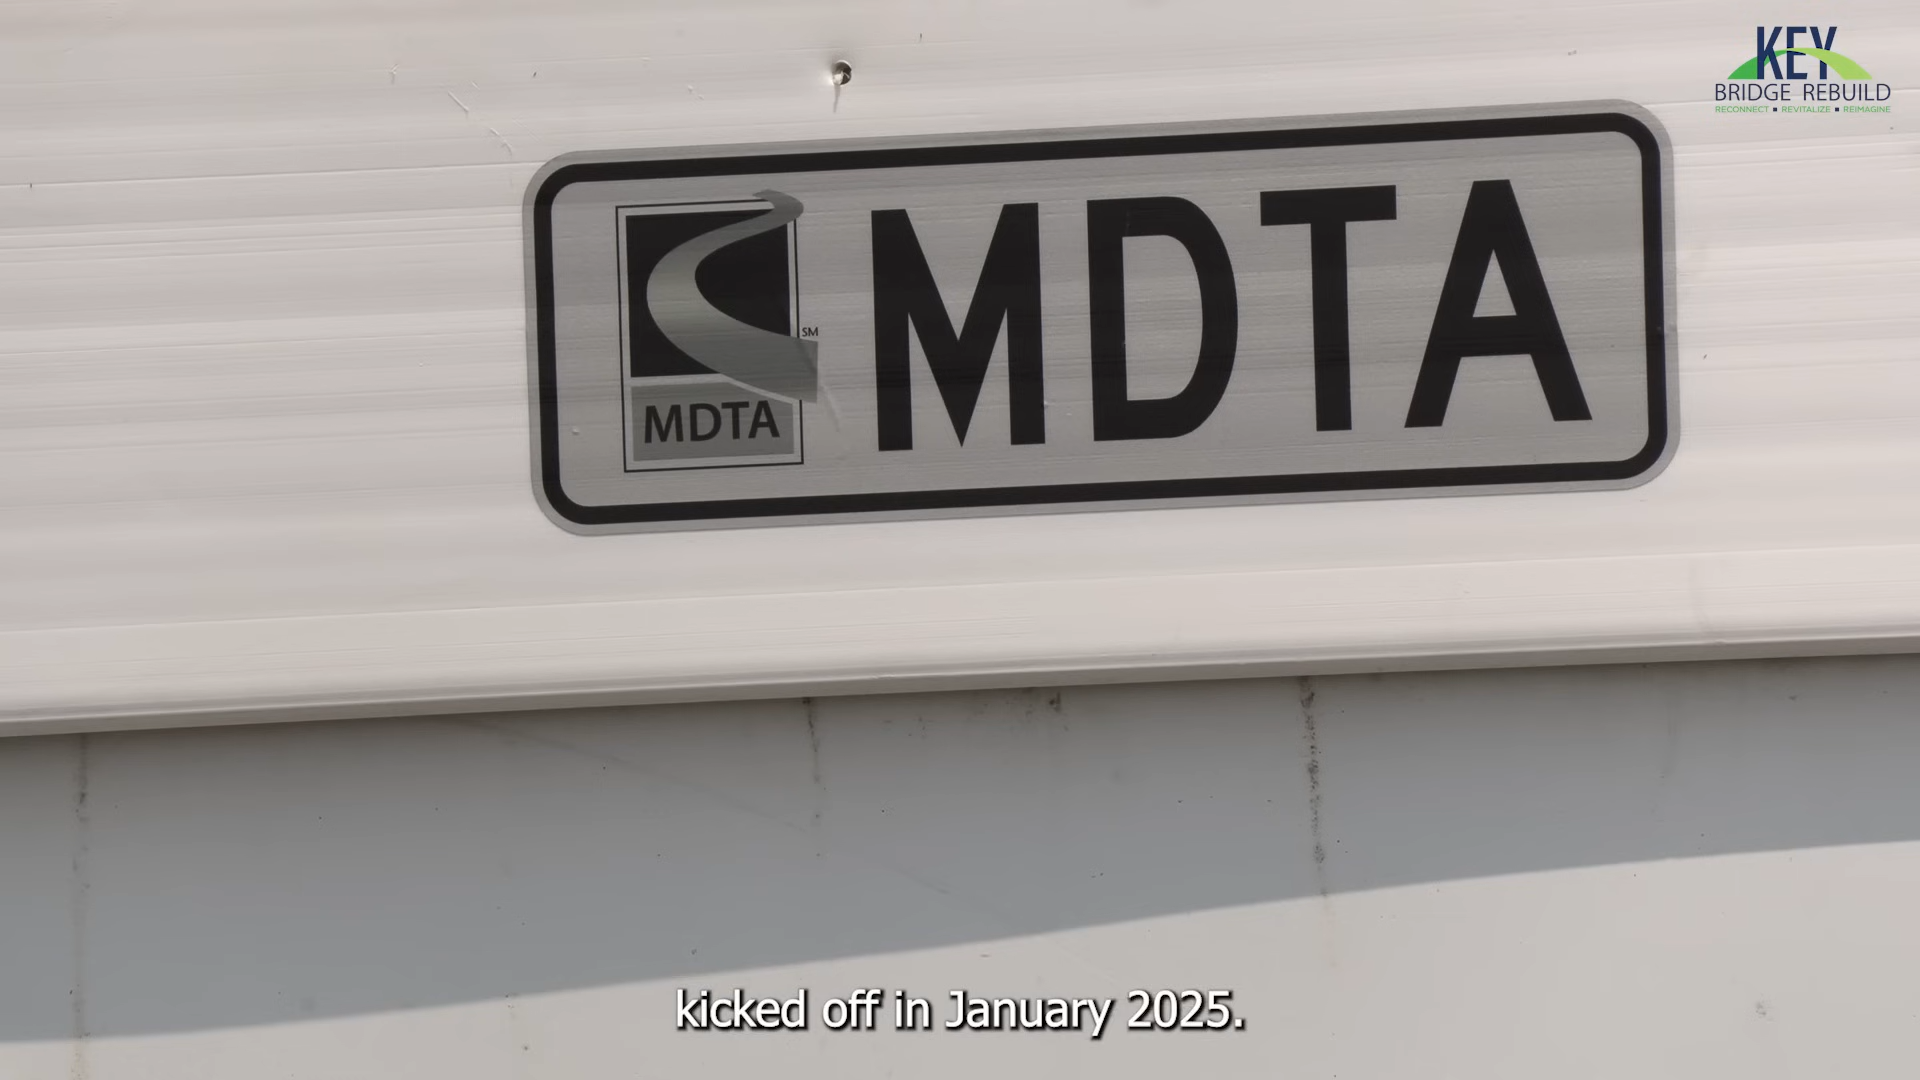 KEY
BRIDGE REBUILD
RECONNECT ▪ REVITALIZE ▪ REIMAGINE
MDTA
SM
MDTA
kicked off in January 2025.